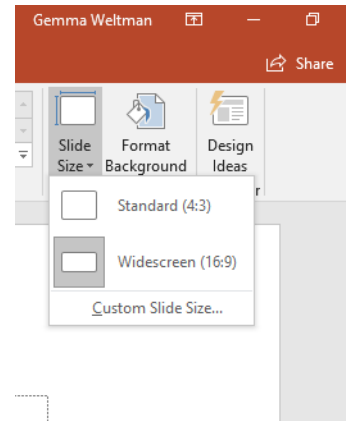 Gemma Weltman
Share
Slide Size
Format Background
Design Ideas
r
Standard (4:3)
Widescreen (16:9)
Custom Slide Size...